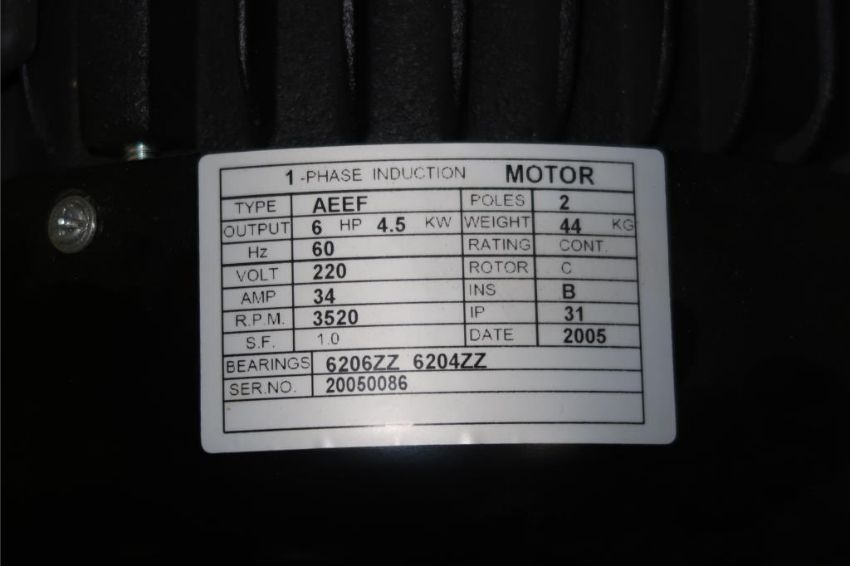 1 -PHASE INDUCTION MOTOR
TYPE AEEF POLES 2
OUTPUT 6 HP 4.5 KW WEIGHT 44 KG
Hz 60 RATING CONT.
VOLT 220 ROTOR C
AMP 34 INS B
R.P.M. 3520 IP 31
S.F. 1.0 DATE 2005
BEARINGS 6206ZZ 6204ZZ
SER.NO. 20050086